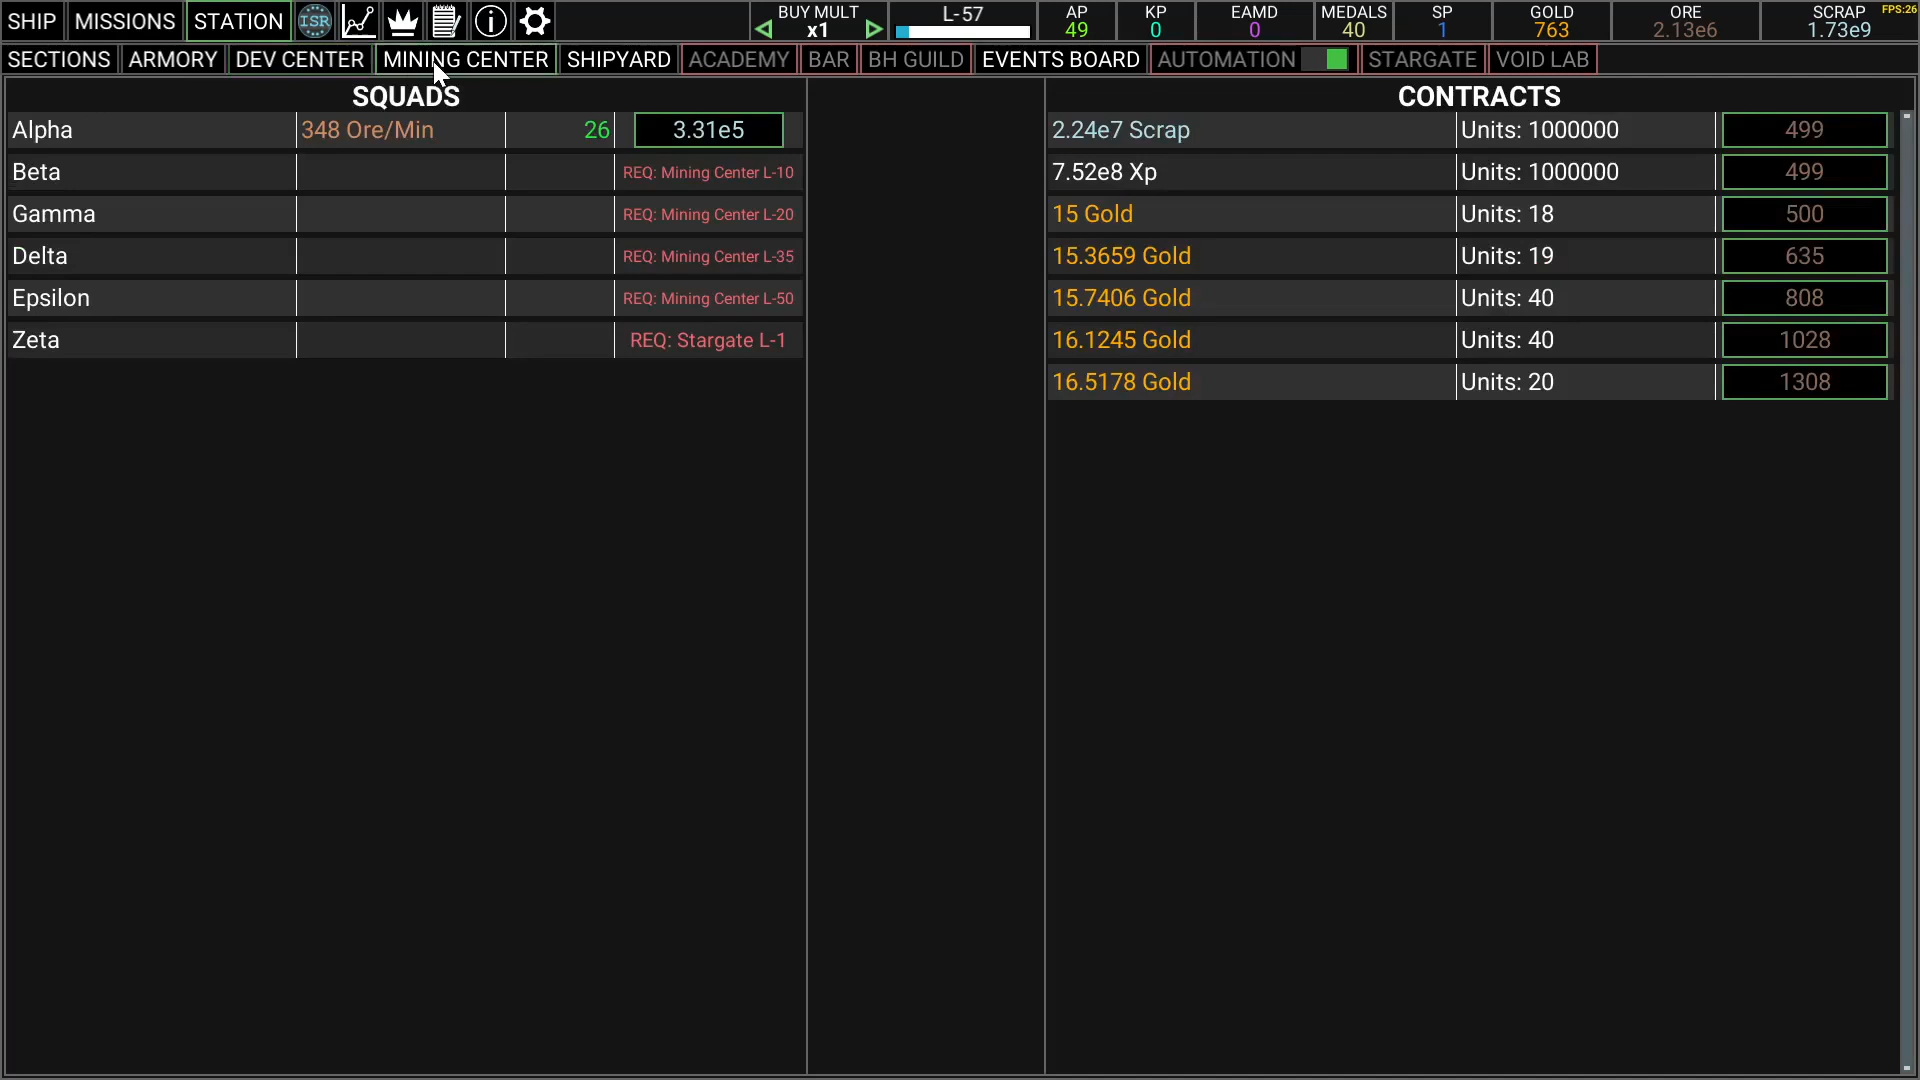 SHIP MISSIONS STATION ISR BUY MULT x1 L-57 AP 49 KP 0 EAMD 0 MEDALS 40 SP 1 GOLD 763 ORE 2.13e6 SCRAP 1.73e9 FPS:26
SECTIONS ARMORY DEV CENTER MINING CENTER SHIPYARD ACADEMY BAR BH GUILD EVENTS BOARD AUTOMATION STARGATE VOID LAB
SQUADS
Alpha 348 Ore/Min 26 3.31e5
Beta REQ: Mining Center L-10
Gamma REQ: Mining Center L-20
Delta REQ: Mining Center L-35
Epsilon REQ: Mining Center L-50
Zeta REQ: Stargate L-1
CONTRACTS
2.24e7 Scrap Units: 1000000 499
7.52e8 Xp Units: 1000000 499
15 Gold Units: 18 500
15.3659 Gold Units: 19 635
15.7406 Gold Units: 40 808
16.1245 Gold Units: 40 1028
16.5178 Gold Units: 20 1308